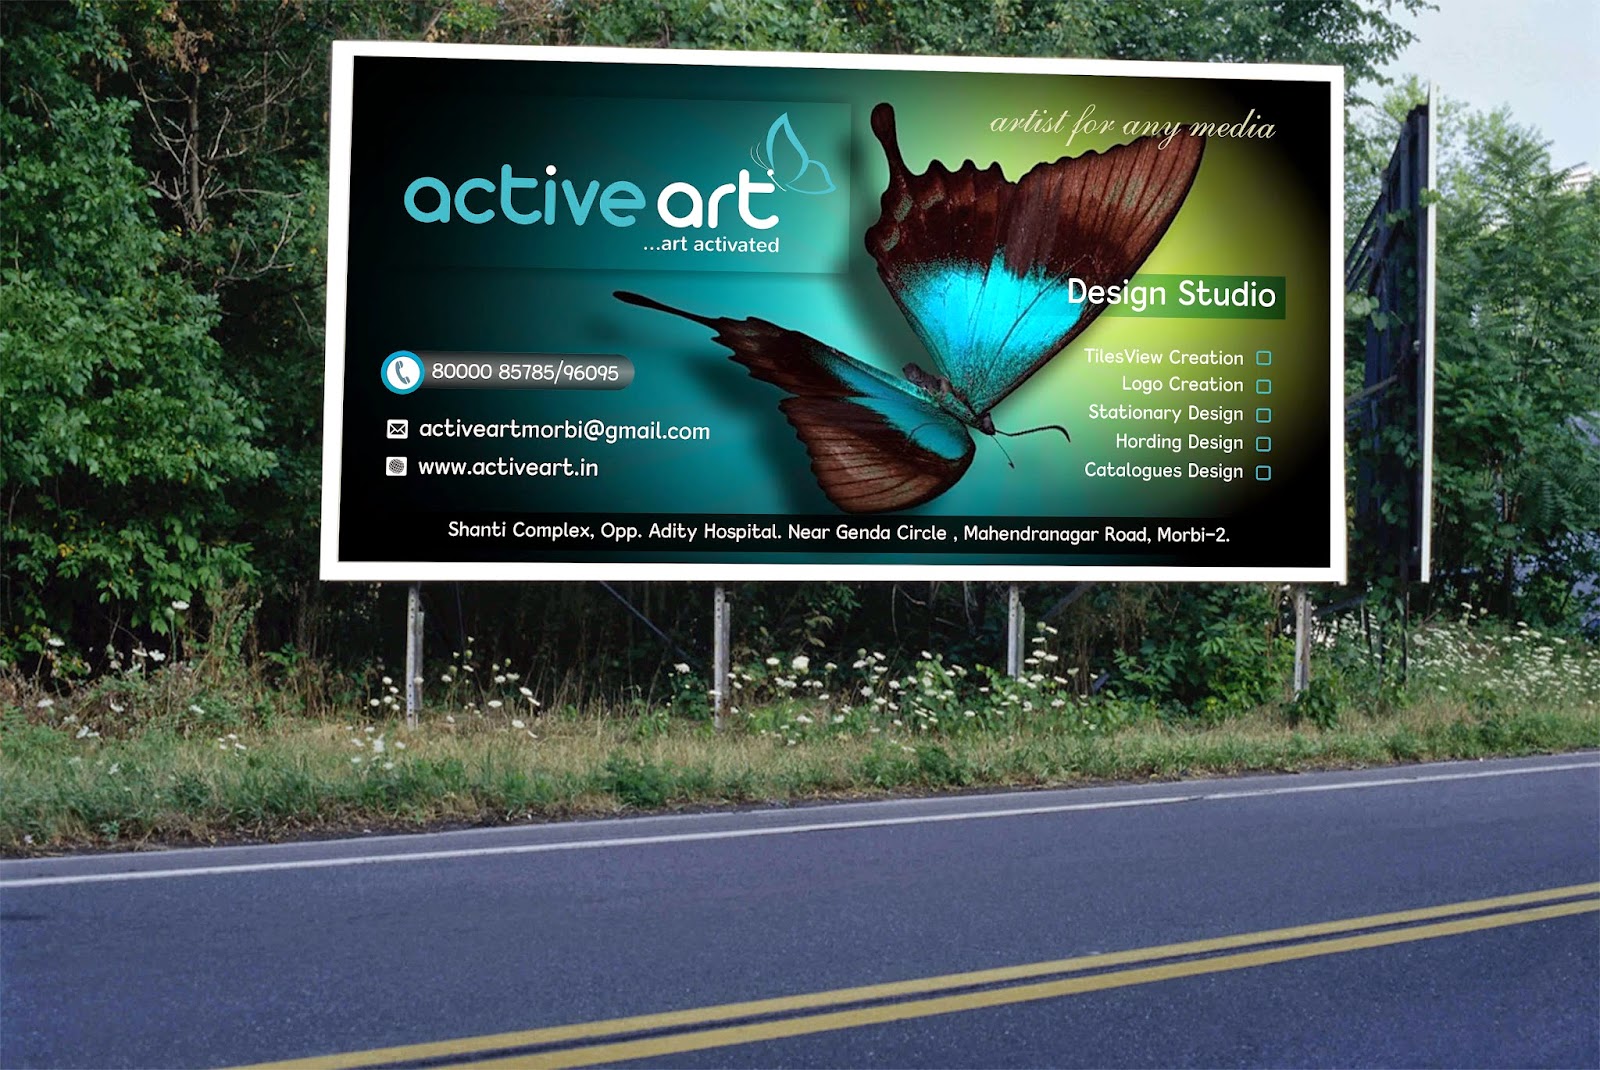 artist for any media
active art
...art activated
Design Studio
80000 85785/96095
activeartmorbi@gmail.com
www.activeart.in
TilesView Creation
Logo Creation
Stationary Design
Hording Design
Catalogues Design
Shanti Complex, Opp. Adity Hospital. Near Genda Circle , Mahendranagar Road, Morbi-2.